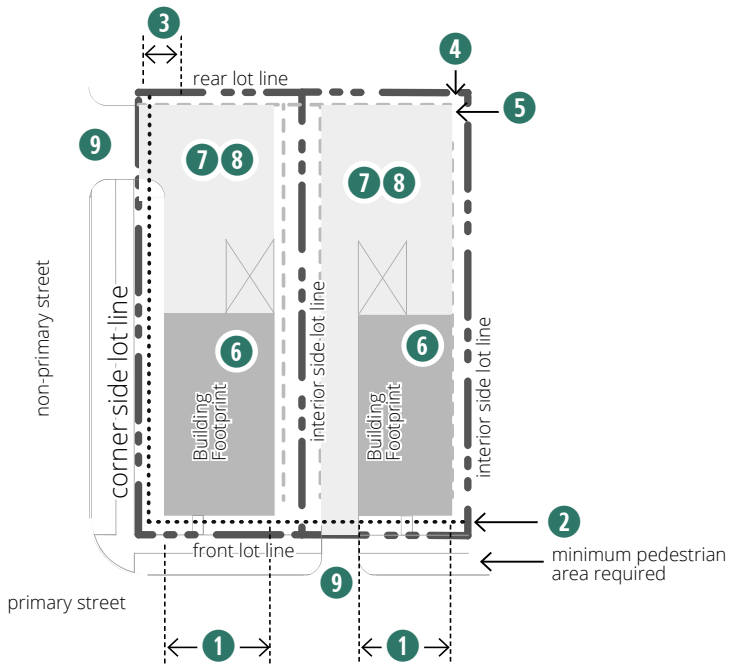 3
4
rear lot line
5
9
7 8
7 8
non-primary street
corner side lot line
interior side lot line
interior side lot line
6
6
Building
Footprint
Building
Footprint
2
front lot line
minimum pedestrian
area required
9
primary street
1
1